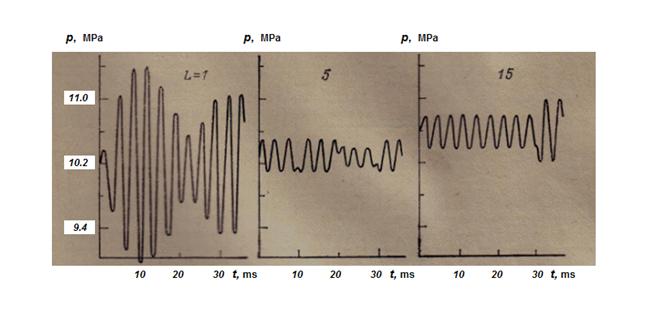 p, MPa p, MPa p, MPa
L=1 5 15
11.0
10.2
9.4
10 20 30 t, ms 10 20 30 t, ms 10 20 30 t, ms